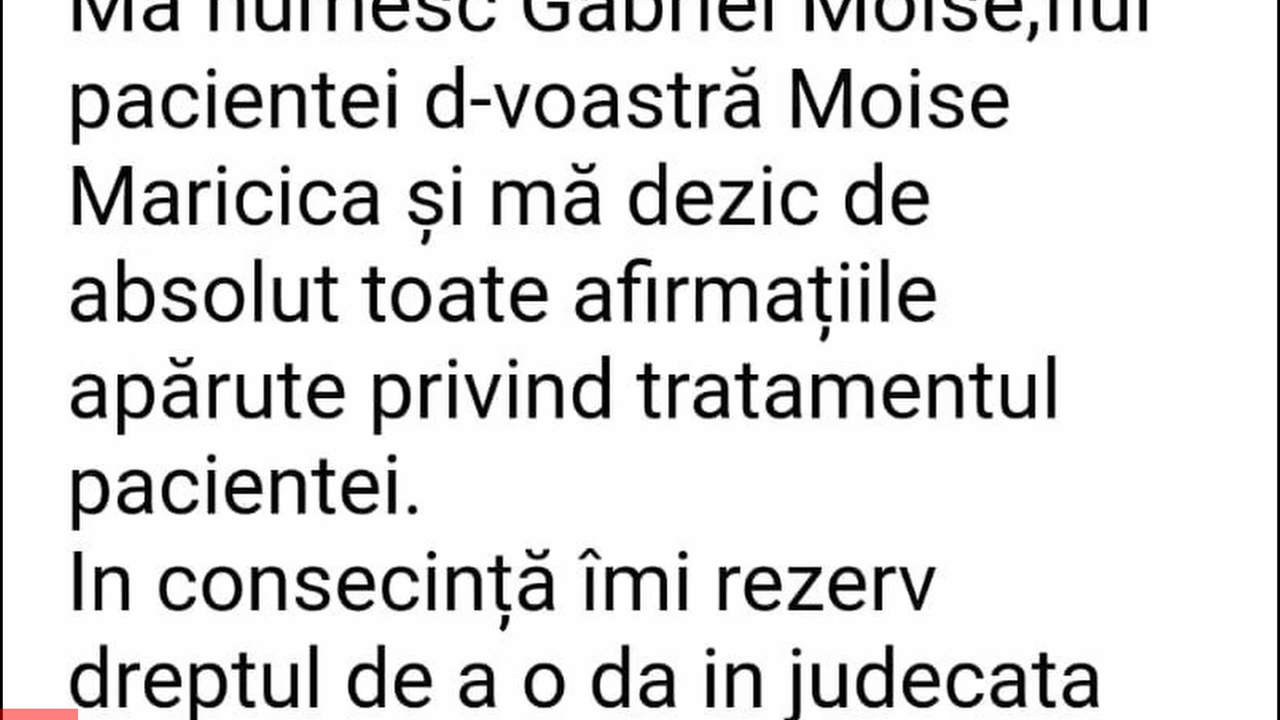 Mă numesc Gabriel Moise,fiul
pacientei d-voastră Moise
Maricica și mă dezic de
absolut toate afirmațiile
apărute privind tratamentul
pacientei.
In consecință îmi rezerv
dreptul de a o da in judecata